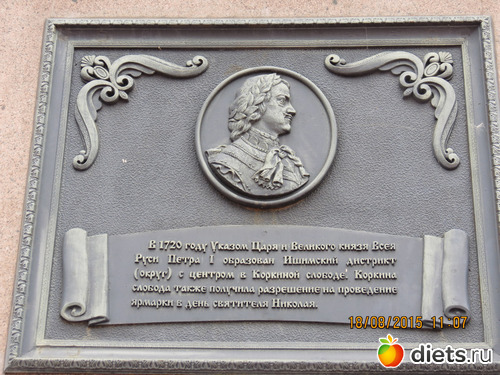 В 1720 году Указом Царя и Великого князя Всея
Руси Петра I образован Ишимский дистрикт
(округ) с центром в Коркиной слободе! Коркина
слобода также получила разрешение на проведение
ярмарки в день святителя Николая.
18/08/2015 11:07
diets.ru